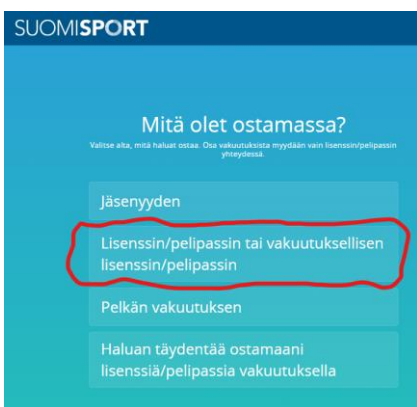 SUOMISPORT
Mitä olet ostamassa?
Valitse alta, mitä haluat ostaa. Osa vakuutuksista myydään vain lisenssin/pelipassin
yhteydessä.
Jäsenyyden
Lisenssin/pelipassin tai vakuutuksellisen
lisenssin/pelipassin
Pelkän vakuutuksen
Haluan täydentää ostamaani
lisenssiä/pelipassia vakuutuksella